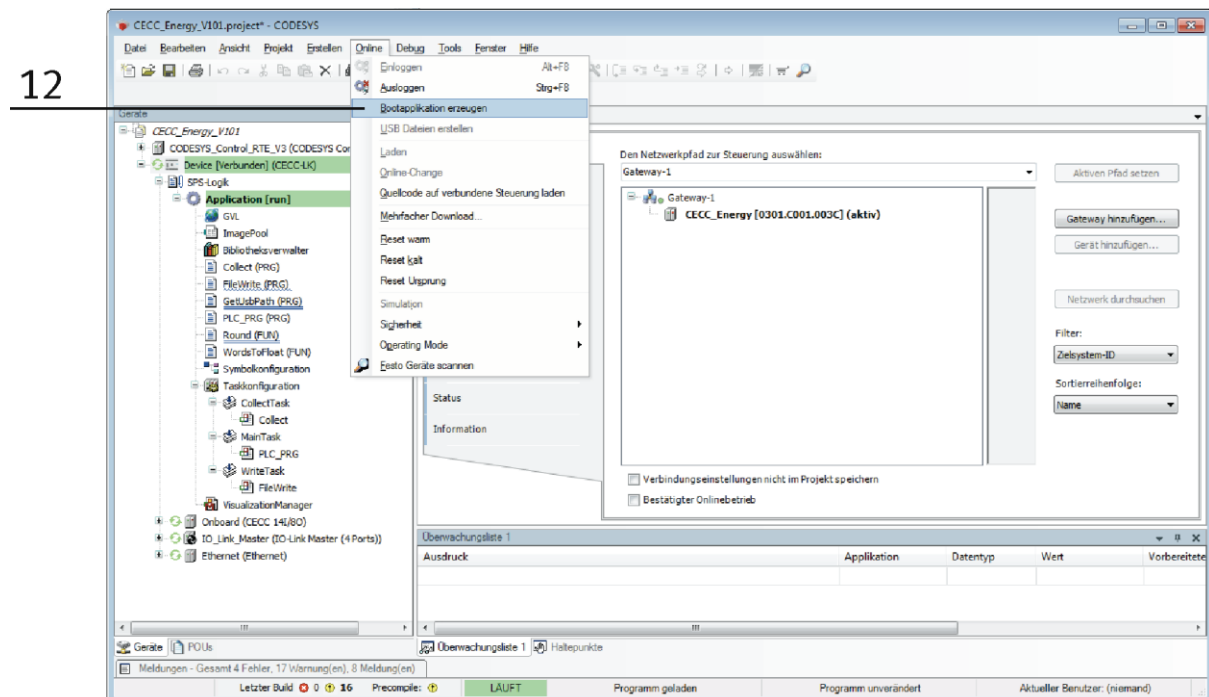 CECC_Energy_V101.project* - CODESYS
Datei Bearbeiten Ansicht Projekt Erstellen Online Debug Tools Fenster Hilfe
12
Einloggen Alt+F8
Ausloggen Strg+F8
Bootapplikation erzeugen
USB Dateien erstellen
Laden
Online-Change
Quellcode auf verbundene Steuerung laden
Mehrfacher Download...
Reset warm
Reset kalt
Reset Ursprung
Simulation
Sicherheit
Operating Mode
Festo Geräte scannen
Geräte
CECC_Energy_V101
CODESYS_Control_RTE_V3 (CODESYS Cor
Device [Verbunden] (CECC-LK)
SPS-Logik
Application [run]
GVL
ImagePool
Bibliotheksverwalter
Collect (PRG)
FileWrite (PRG)
GetUsbPath (PRG)
PLC_PRG (PRG)
Round (FUN)
WordsToFloat (FUN)
Symbolkonfiguration
Taskkonfiguration
CollectTask
Collect
MainTask
PLC_PRG
WriteTask
FileWrite
VisualizationManager
Onboard (CECC 14I/8O)
IO_Link_Master (IO-Link Master (4 Ports))
Ethernet (Ethernet)
Geräte POUs
Status
Information
Den Netzwerkpfad zur Steuerung auswählen:
Gateway-1
Gateway-1
CECC_Energy [0301.C001.003C] (aktiv)
Aktiven Pfad setzen
Gateway hinzufügen...
Gerät hinzufügen...
Netzwerk durchsuchen
Filter:
Zielsystem-ID
Sortierreihenfolge:
Name
Verbindungseinstellungen nicht im Projekt speichern
Bestätigter Onlinebetrieb
Überwachungsliste 1
Ausdruck Applikation Datentyp Wert Vorbereitete
Überwachungsliste 1 Haltepunkte
Meldungen - Gesamt 4 Fehler, 17 Warnung(en), 8 Meldung(en)
Letzter Build 0 16 Precompile: LÄUFT Programm geladen Programm unverändert Aktueller Benutzer: (niemand)